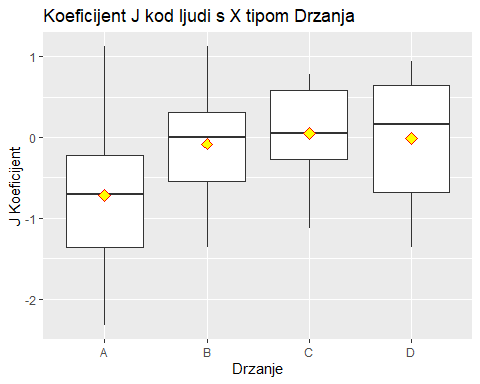 Koeficijent J kod ljudi s X tipom Drzanja
J Koeficijent
1
0
-1
-2
A
B
C
D
Drzanje